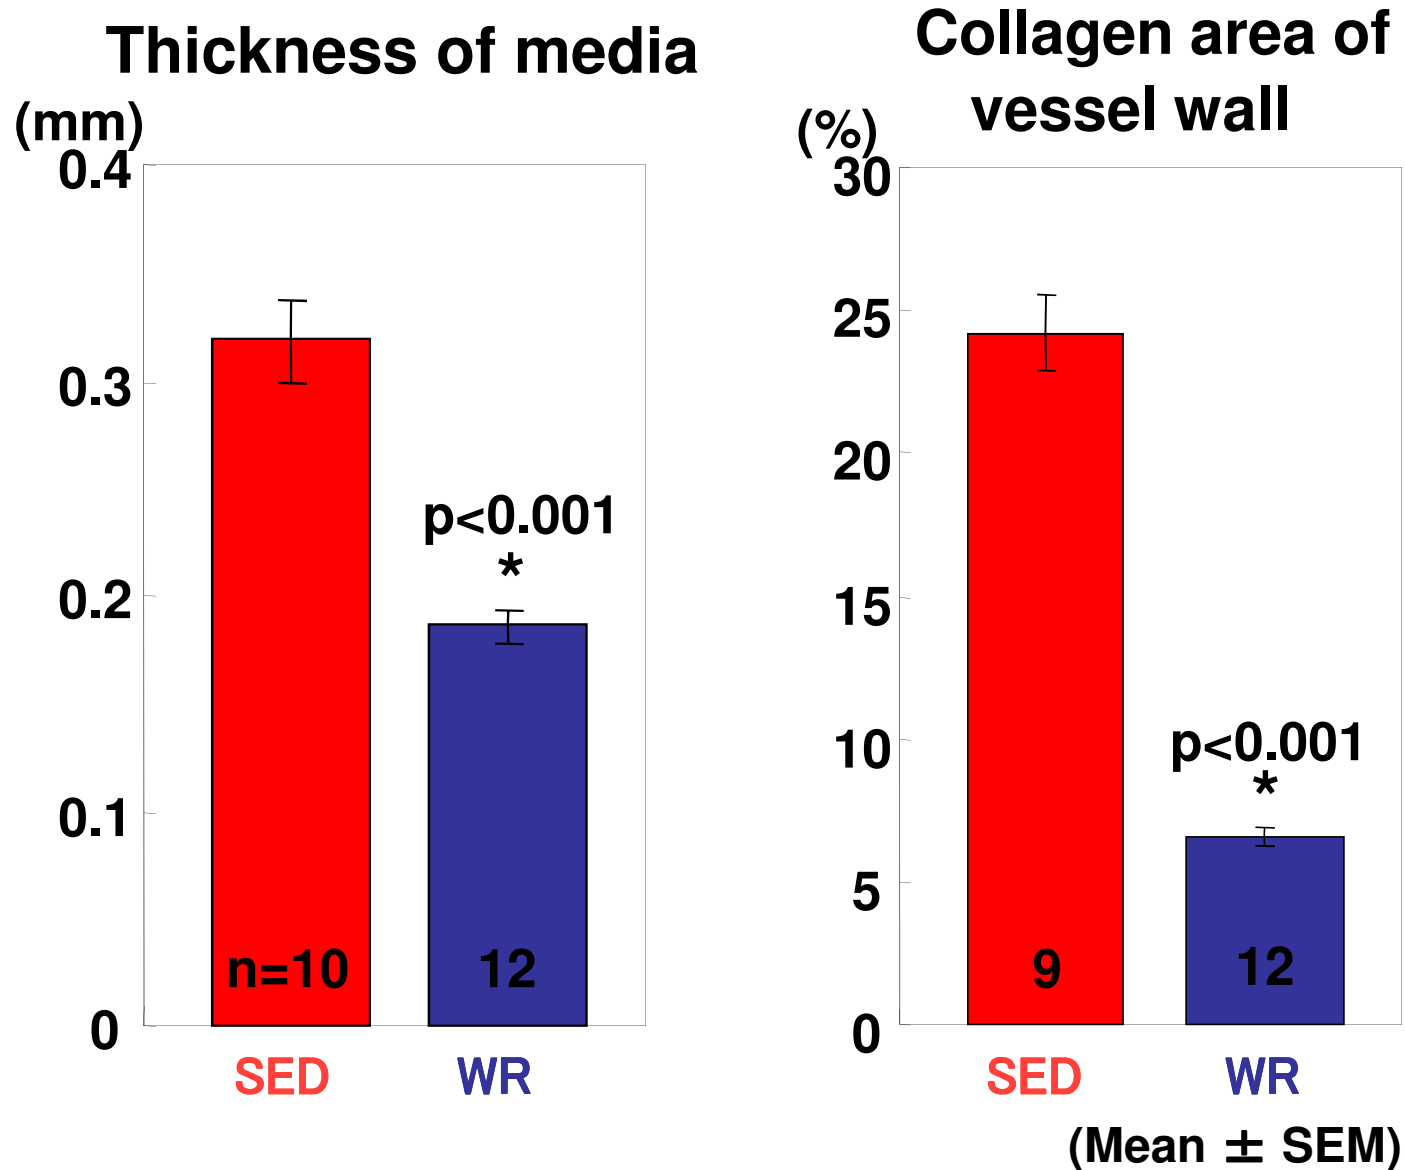 Thickness of media
(mm)
0.4
0.3
0.2
0.1
0
p<0.001
*
n=10
12
SED
WR
Collagen area of
vessel wall
(%)
30
25
20
15
10
5
0
p<0.001
*
9
12
SED
WR
(Mean ± SEM)